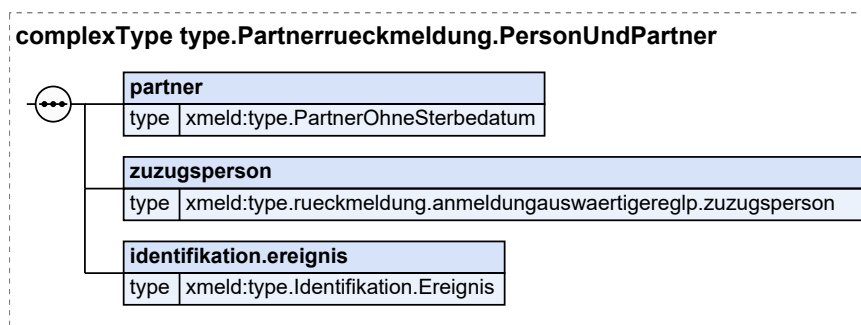 complexType type.Partnerrueckmeldung.PersonUndPartner
partner
type xmeld:type.PartnerOhneSterbedatum
zuzugsperson
type xmeld:type.rueckmeldung.anmeldungauswaertigereglp.zuzugsperson
identifikation.ereignis
type xmeld:type.Identifikation.Ereignis